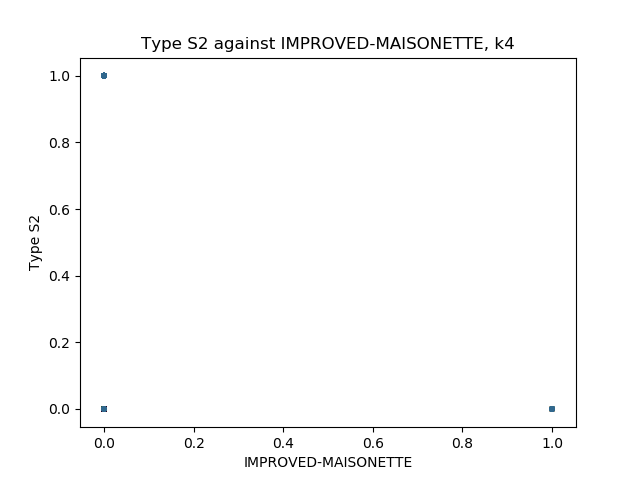 Type S2 against IMPROVED-MAISONETTE, k4
1.0
0.8
0.6
0.4
0.2
0.0
Type S2
0.0 0.2 0.4 0.6 0.8 1.0
IMPROVED-MAISONETTE